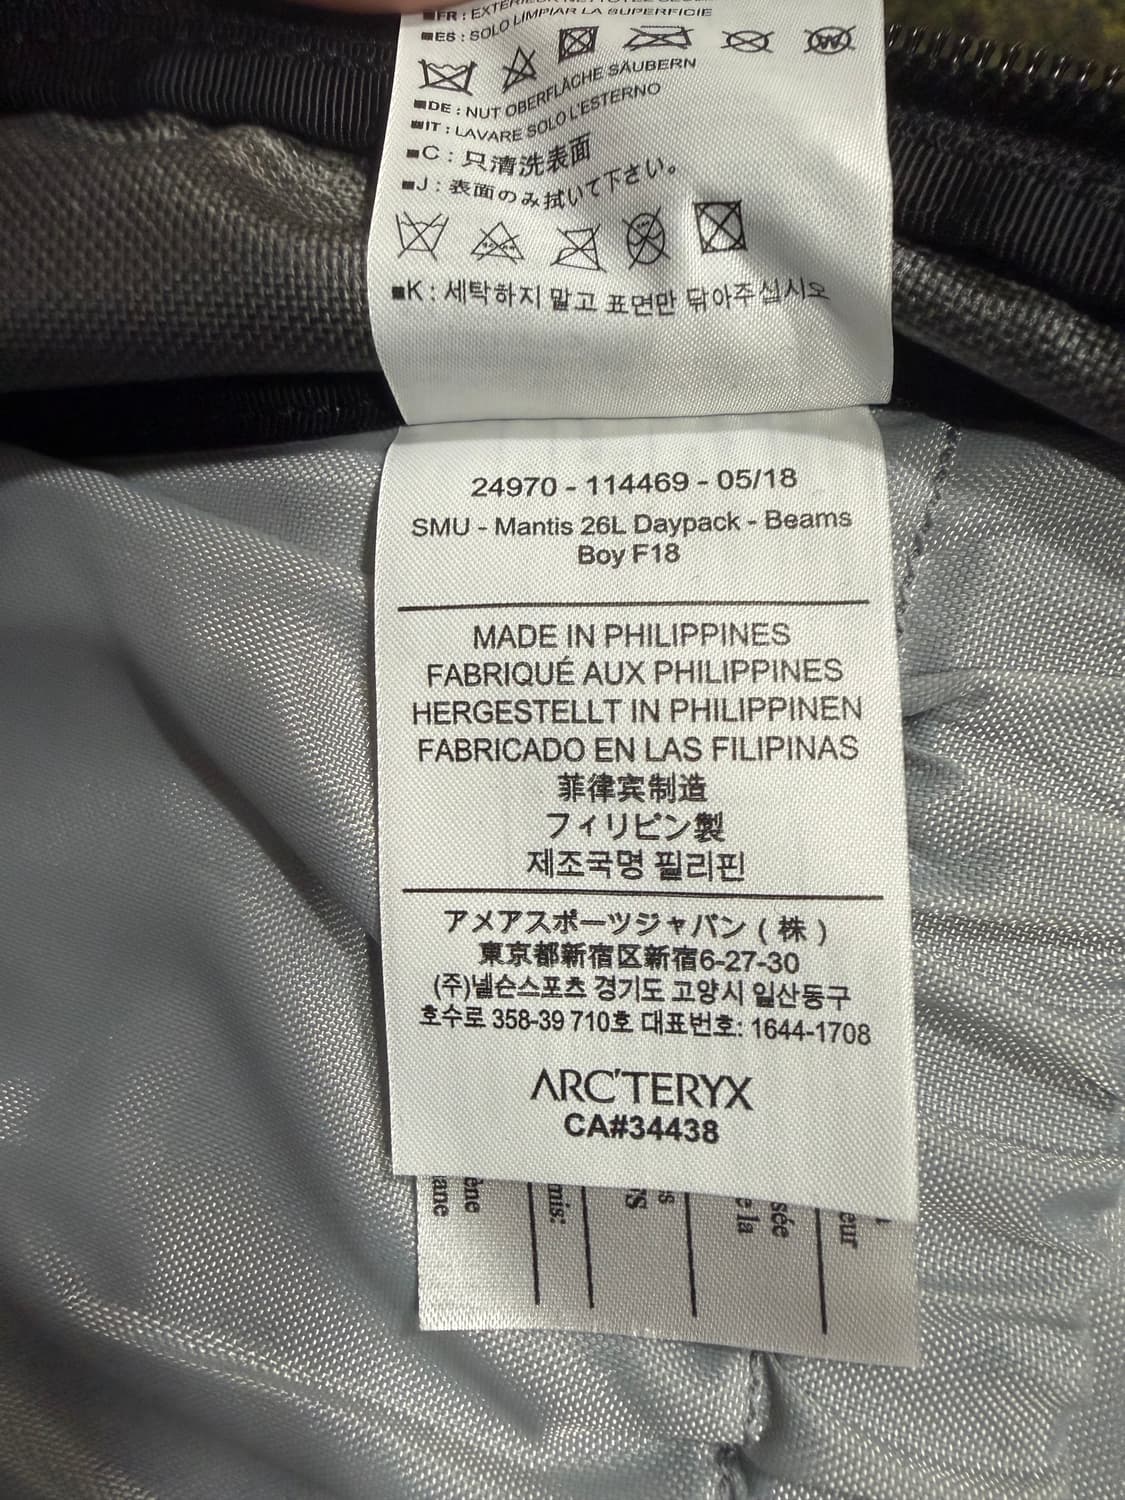 ■FR : EXTÉRIEUR
■ES : SOLO LIMPIAR LA SUPERFICIE
■DE : NUT OBERFLÄCHE SÄUBERN
■IT : LAVARE SOLO L'ESTERNO
■C : 只清洗表面
■J : 表面のみ拭いて下さい。
■K : 세탁하지 말고 표면만 닦아주십시오
24970 - 114469 - 05/18
SMU - Mantis 26L Daypack - Beams
Boy F18
MADE IN PHILIPPINES
FABRIQUÉ AUX PHILIPPINES
HERGESTELLT IN PHILIPPINEN
FABRICADO EN LAS FILIPINAS
菲律宾制造
フィリピン製
제조국명 필리핀
アメアスポーツジャパン ( 株 )
東京都新宿区新宿6-27-30
(주)넬슨스포츠 경기도 고양시 일산동구
호수로 358-39 710호 대표번호: 1644-1708
ARC'TERYX
CA#34438
sée
e la